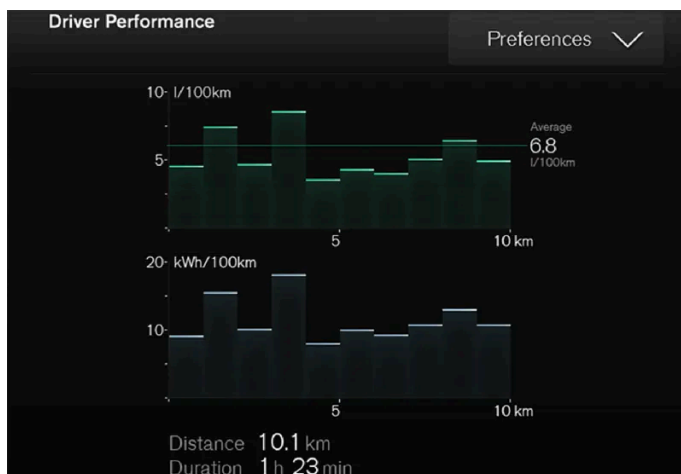 Driver Performance
Preferences
10- l/100km
Average
6.8
l/100km
5-
5
10 km
20- kWh/100km
10-
5
10 km
Distance 10.1 km
Duration 1 h 23 min